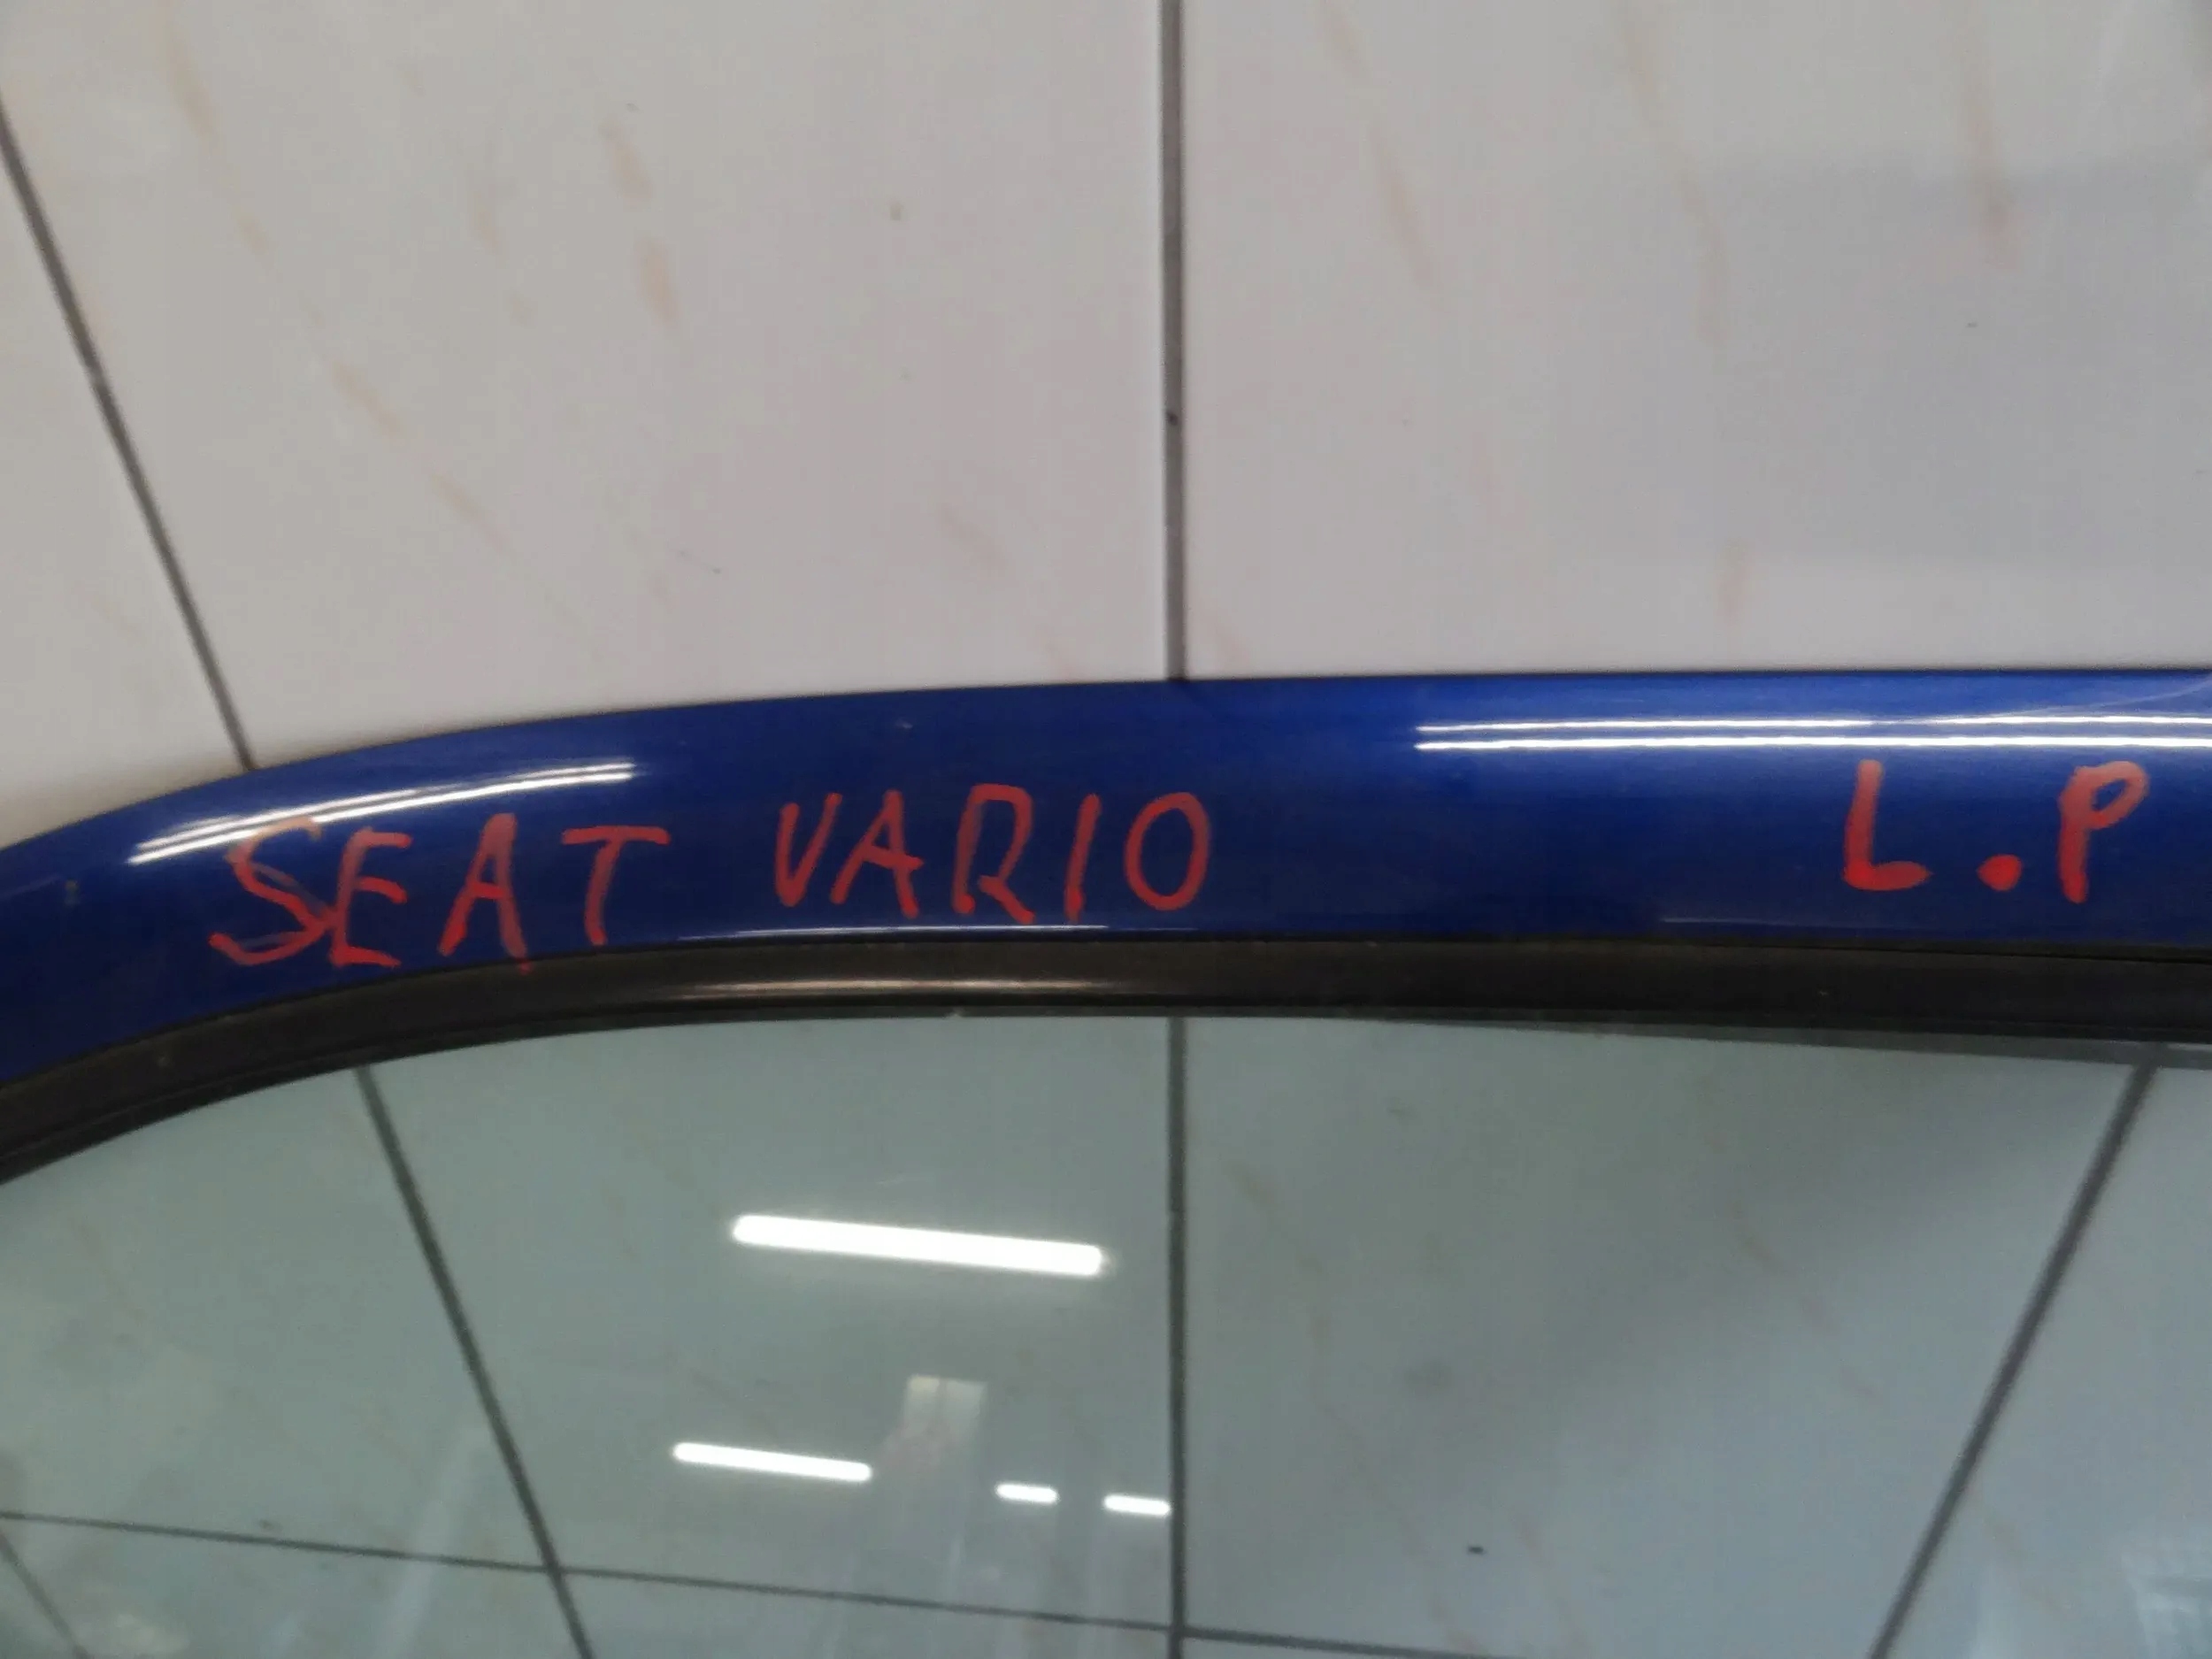 SEAT VARIO L.P